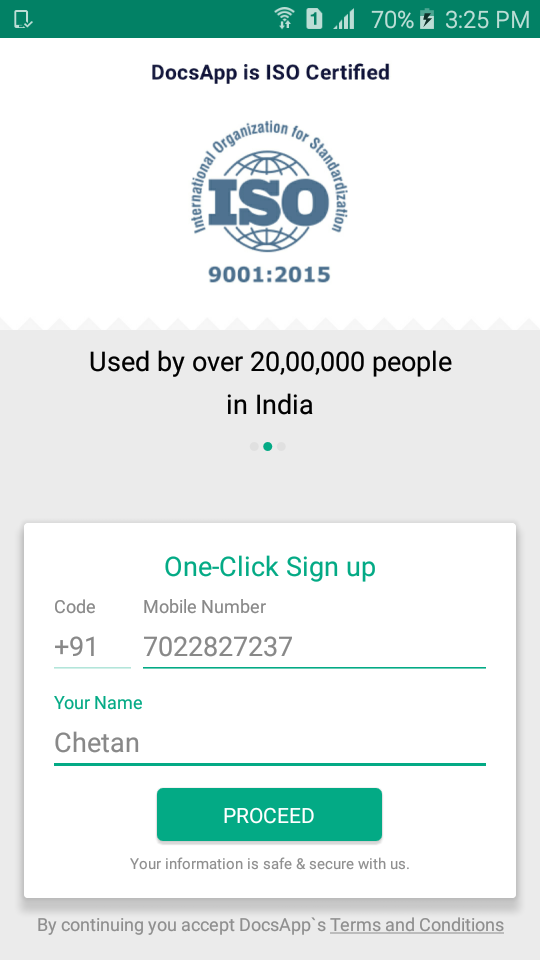 70% 3:25 PM
DocsApp is ISO Certified
International Organization for Standardization
ISO
9001:2015
Used by over 20,00,000 people
in India
One-Click Sign up
Code Mobile Number
+91 7022827237
Your Name
Chetan
PROCEED
Your information is safe & secure with us.
By continuing you accept DocsApp`s Terms and Conditions